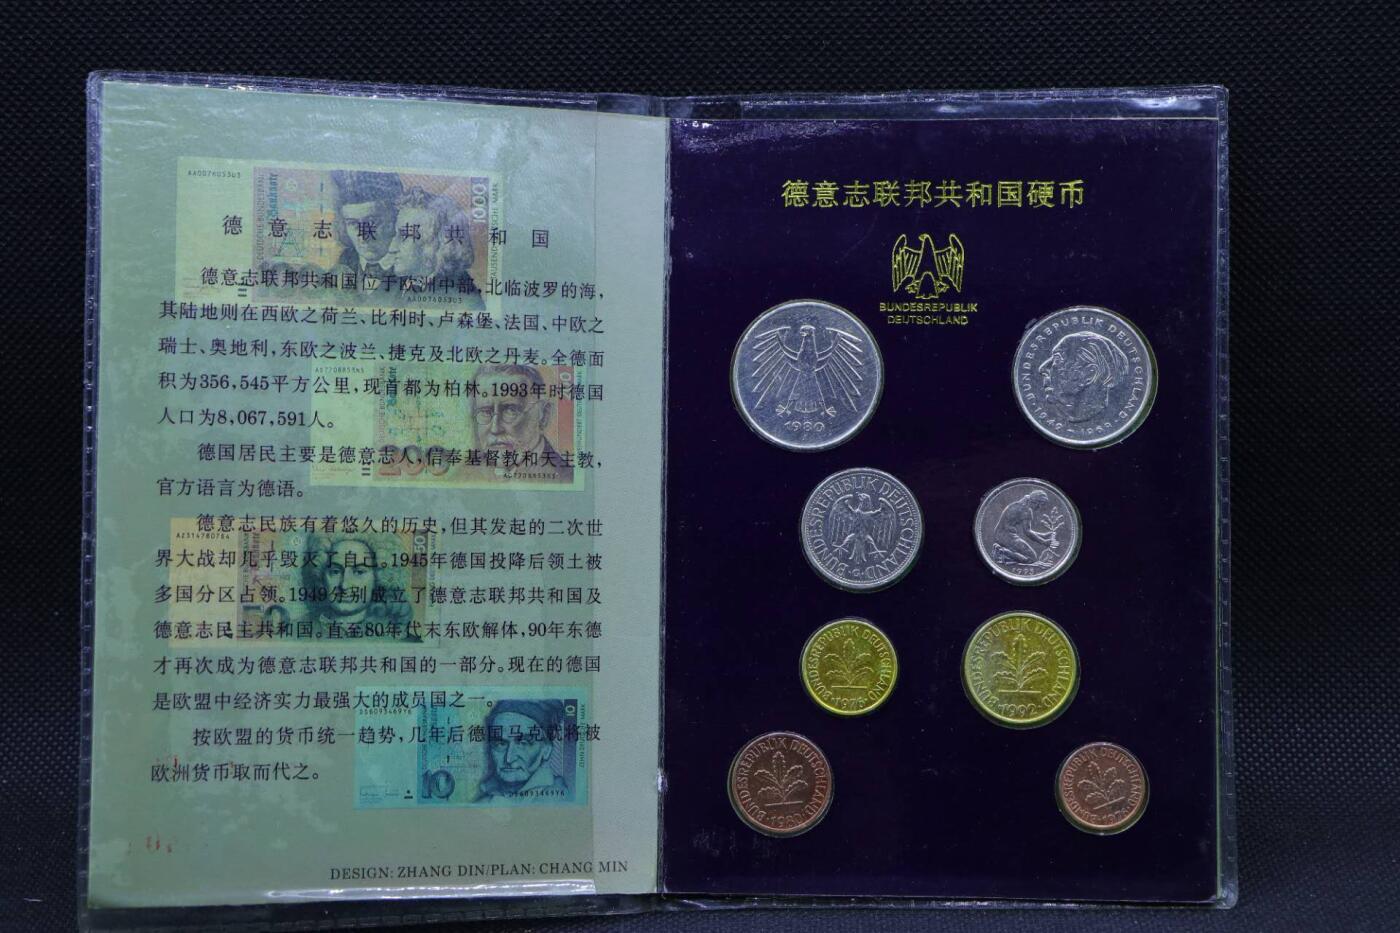 德意志联邦共和国
德意志联邦共和国位于欧洲中部，北临波罗的海，
其陆地则在西欧之荷兰、比利时、卢森堡、法国、中欧之
瑞士、奥地利，东欧之波兰、捷克及北欧之丹麦。全德面
积为356,545平方公里，现首都为柏林。1993年时德国
人口为8,067,591人。
德国居民主要是德意志人，信奉基督教和天主教，
官方语言为德语。
德意志民族有着悠久的历史，但其发起的二次世
界大战却几乎毁灭了自己。1945年德国投降后领土被
多国分区占领。1949分别成立了德意志联邦共和国及
德意志民主共和国。直至80年代末东欧解体，90年东德
才再次成为德意志联邦共和国的一部分。现在的德国
是欧盟中经济实力最强大的成员国之一。
按欧盟的货币统一趋势，几年后德国马克就将被
欧洲货币取而代之。
DESIGN: ZHANG DIN/PLAN: CHANG MIN
AA0076053U3
1000
AA0076053U3
200
AZ3147807G4
50
DS6093469Y6
10
10
DS6093469Y6
德意志联邦共和国硬币
BUNDESREPUBLIK
DEUTSCHLAND
1980
BUNDESREPUBLIK DEUTSCHLAND
1949-1969
BUNDESREPUBLIK DEUTSCHLAND
G
BUNDESREPUBLIK DEUTSCHLAND
BUNDESREPUBLIK DEUTSCHLAND
1992
BUNDESREPUBLIK DEUTSCHLAND
1980
BUNDESREPUBLIK DEUTSCHLAND